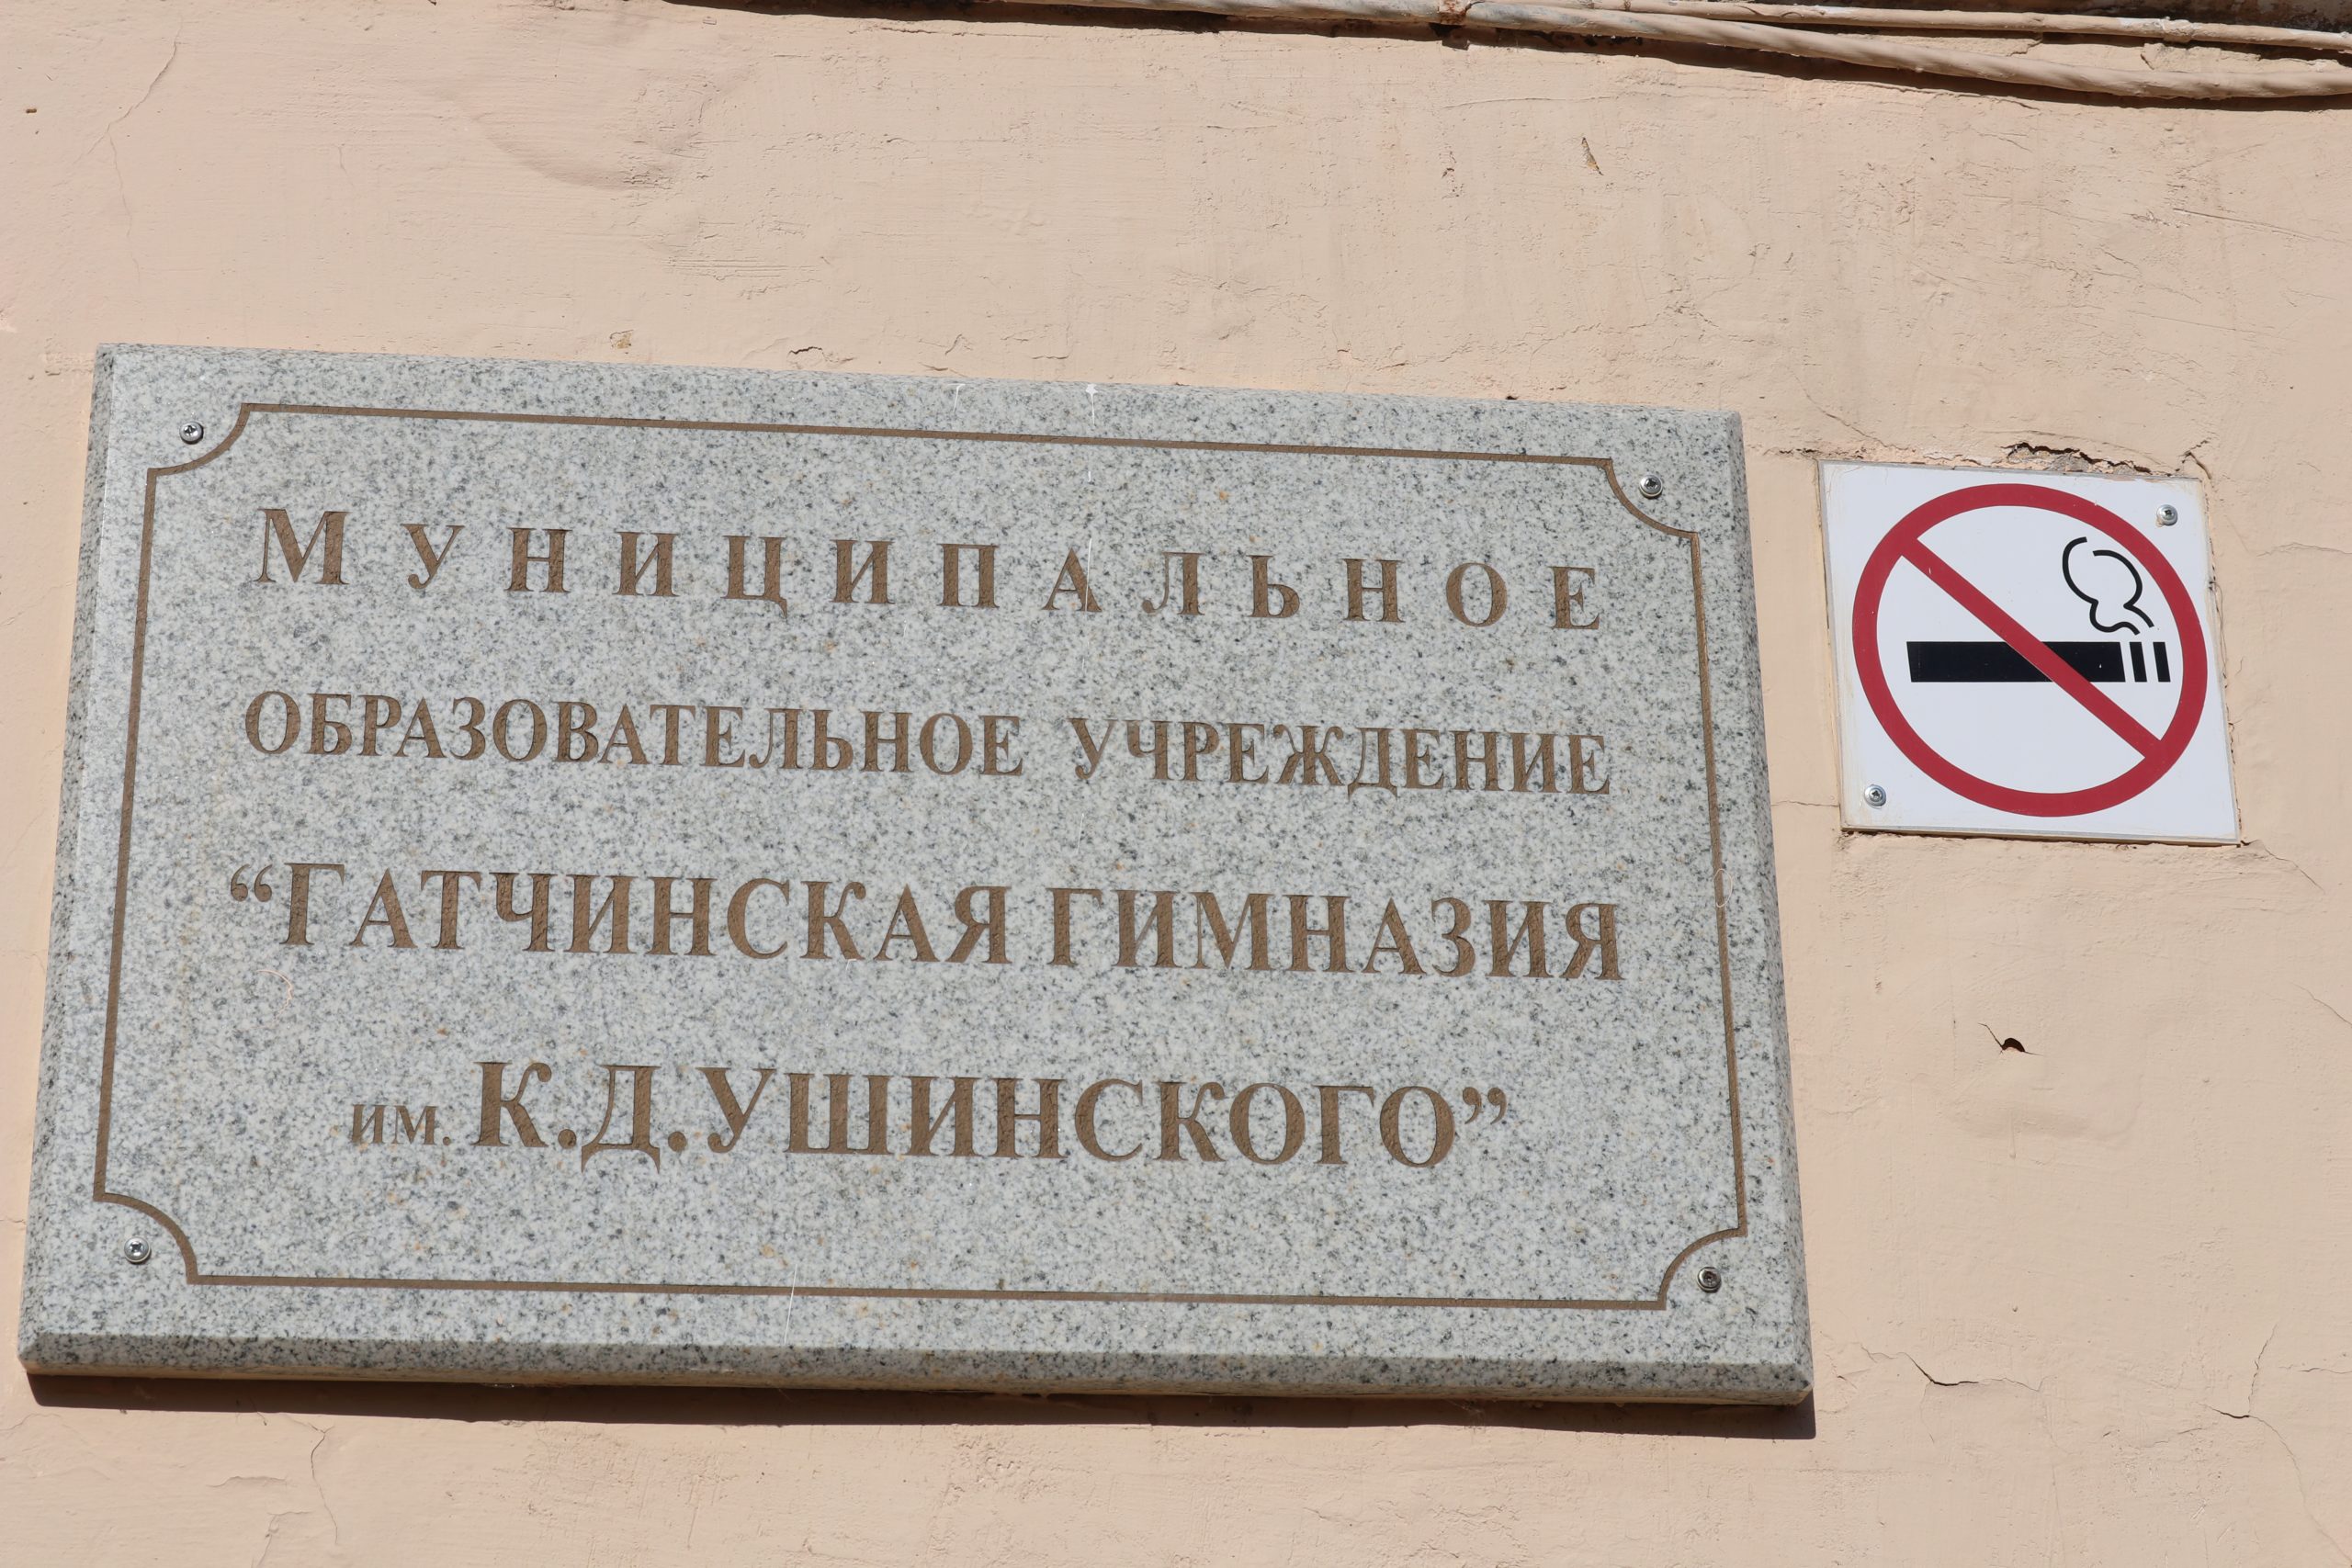 МУНИЦИПАЛЬНОЕ
ОБРАЗОВАТЕЛЬНОЕ УЧРЕЖДЕНИЕ
“ГАТЧИНСКАЯ ГИМНАЗИЯ
ИМ. К.Д.УШИНСКОГО”